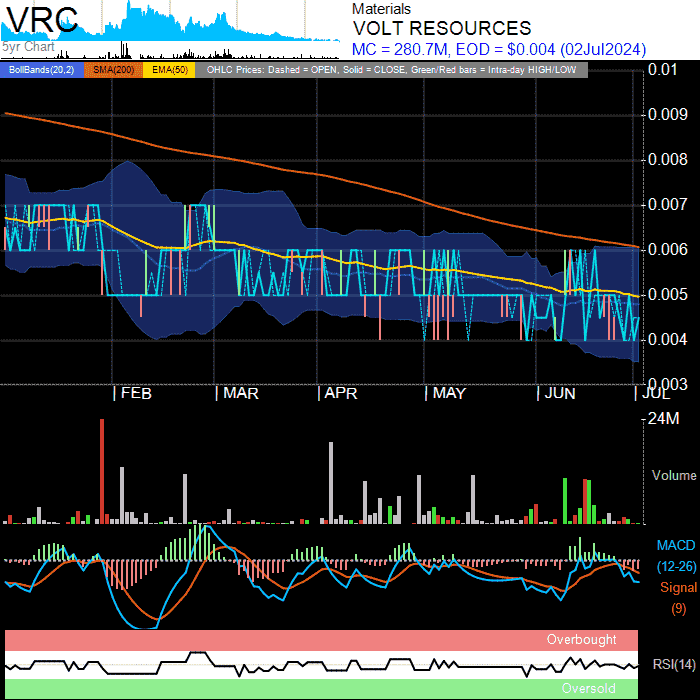 VRC
5yr Chart
Materials
VOLT RESOURCES
MC = 280.7M, EOD = $0.004 (02Jul2024)
BollBands(20,2) SMA(200) EMA(50) OHLC Prices: Dashed = OPEN, Solid = CLOSE, Green/Red bars = Intra-day HIGH/LOW
0.01
0.009
0.008
0.007
0.006
0.005
0.004
0.003
FEB MAR APR MAY JUN JUL
24M
Volume
MACD
(12-26)
Signal
(9)
Overbought
RSI(14)
Oversold